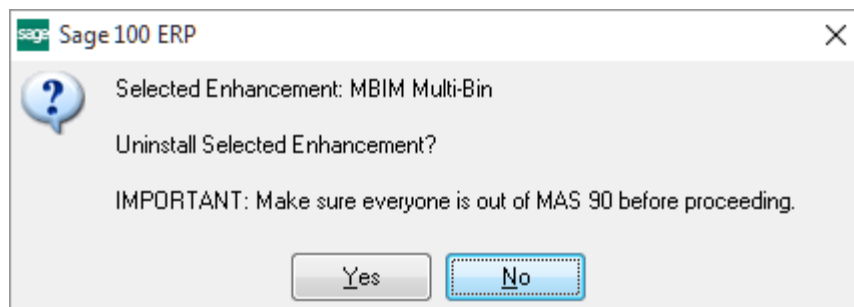 sage Sage 100 ERP
Selected Enhancement: MBIM Multi-Bin
Uninstall Selected Enhancement?
IMPORTANT: Make sure everyone is out of MAS 90 before proceeding.
Yes No